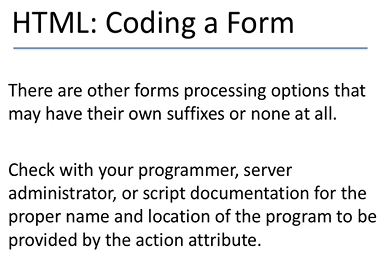 HTML: Coding a Form
There are other forms processing options that
may have their own suffixes or none at all.
Check with your programmer, server
administrator, or script documentation for the
proper name and location of the program to be
provided by the action attribute.